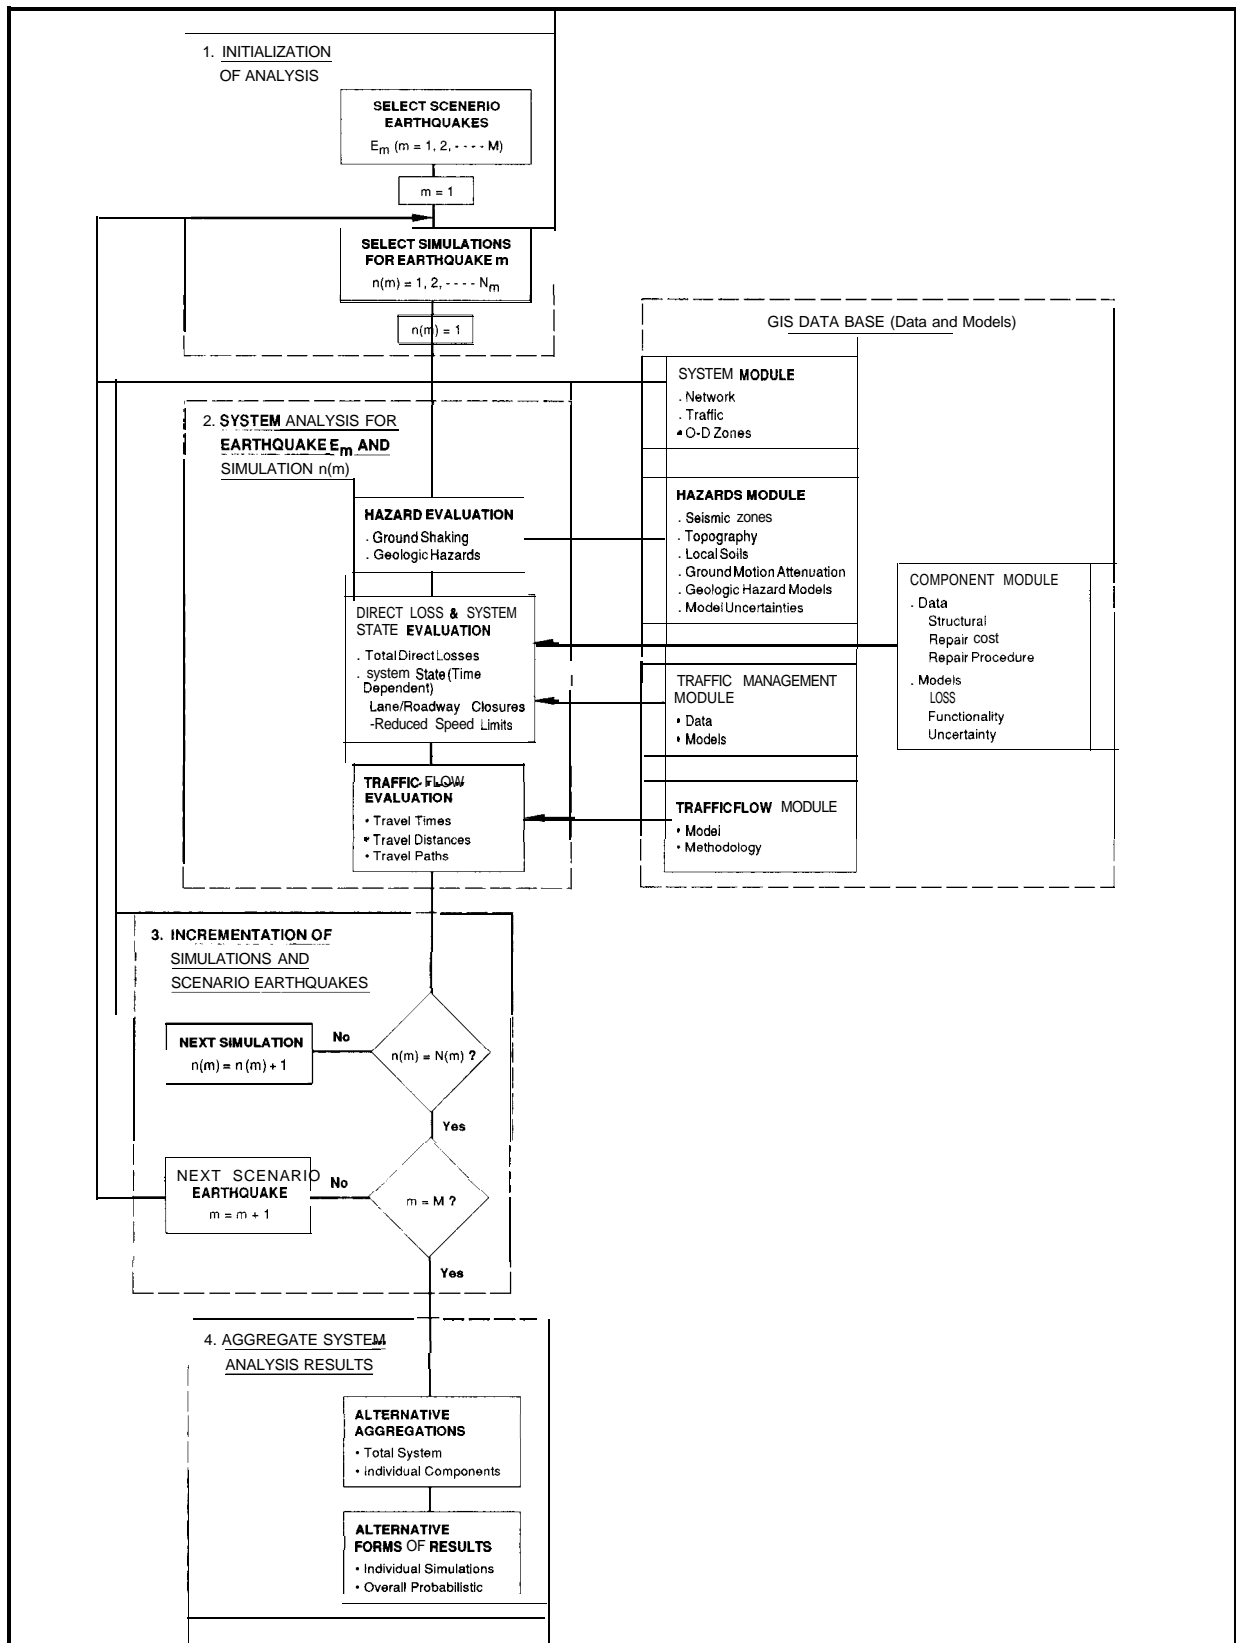 1. INITIALIZATION
OF ANALYSIS
SELECT SCENERIO
EARTHQUAKES
Em (m = 1, 2, - - - - M)
m = 1
SELECT SIMULATIONS
FOR EARTHQUAKE m
n(m) = 1, 2, - - - - Nm
n(m) = 1
GIS DATA BASE (Data and Models)
SYSTEM MODULE
. Network
. Traffic
• O-D Zones
2. SYSTEM ANALYSIS FOR
EARTHQUAKE Em AND
SIMULATION n(m)
HAZARD EVALUATION
. Ground Shaking
. Geologic Hazards
HAZARDS MODULE
. Seismic zones
. Topography
. Local Soils
. Ground Motion Attenuation
. Geologic Hazard Models
. Model Uncertainties
COMPONENT MODULE
. Data
Structural
Repair cost
Repair Procedure
. Models
LOSS
Functionality
Uncertainty
DIRECT LOSS & SYSTEM
STATE EVALUATION
. Total Direct Losses
. system State (Time
Dependent)
Lane/Roadway Closures
-Reduced Speed Limits
TRAFFIC MANAGEMENT
MODULE
• Data
• Models
TRAFFIC FLOW
EVALUATION
• Travel Times
• Travel Distances
• Travel Paths
TRAFFICFLOW MODULE
• Model
• Methodology
3. INCREMENTATION OF
SIMULATIONS AND
SCENARIO EARTHQUAKES
NEXT SIMULATION
n(m) = n (m) + 1
No
n(m) = N(m) ?
Yes
NEXT SCENARIO
EARTHQUAKE
m = m + 1
No
m = M ?
Yes
4. AGGREGATE SYSTEM
ANALYSIS RESULTS
ALTERNATIVE
AGGREGATIONS
• Total System
• Individual Components
ALTERNATIVE
FORMS OF RESULTS
• Individual Simulations
• Overall Probabilistic